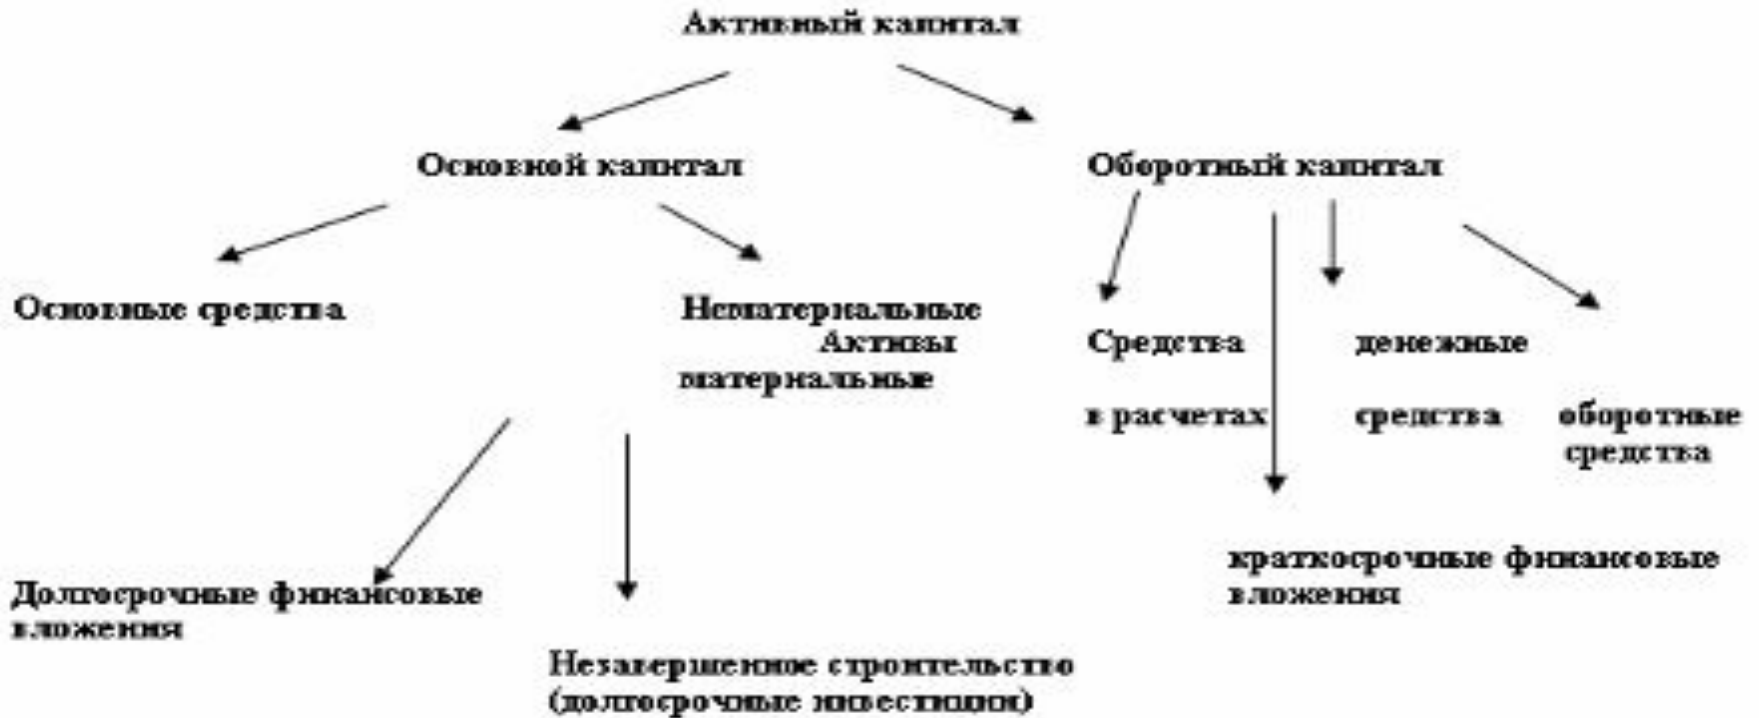 Активный капитал
Основной капитал
Оборотный капитал
Основные средства
Нематериальные
Активы
материальные
Средства
в расчетах
денежные
средства
оборотные
средства
краткосрочные финансовые
вложения
Долгосрочные финансовые
вложения
Незавершенное строительство
(долгосрочные инвестиции)